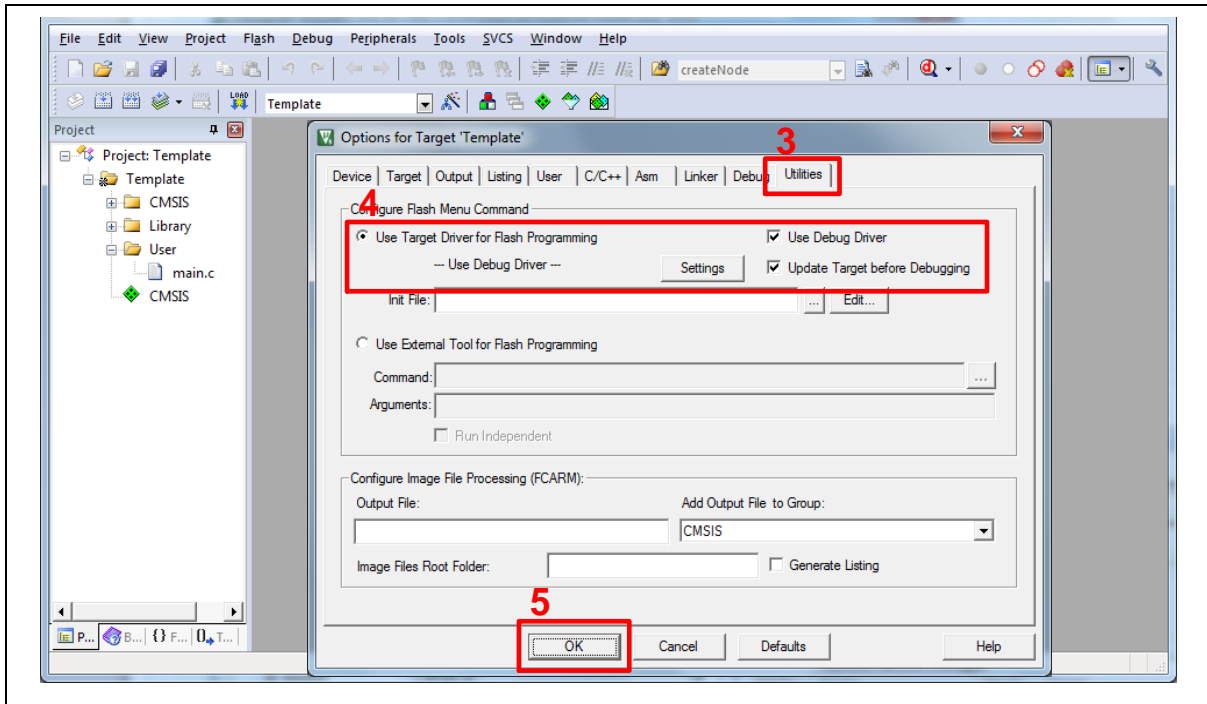 File Edit View Project Flash Debug Peripherals Tools SVCS Window Help
createNode
LOAD Template
Project
Project: Template
Template
CMSIS
Library
User
main.c
CMSIS
P... B... {} F... 0 T...
Options for Target 'Template'
3
Device Target Output Listing User C/C++ Asm Linker Debug Utilities
4
Configure Flash Menu Command
Use Target Driver for Flash Programming Use Debug Driver
--- Use Debug Driver --- Settings Update Target before Debugging
Init File: ... Edit...
Use External Tool for Flash Programming
Command: ...
Arguments:
Run Independent
Configure Image File Processing (FCARM):
Output File: Add Output File to Group:
CMSIS
Image Files Root Folder: Generate Listing
5
OK Cancel Defaults Help